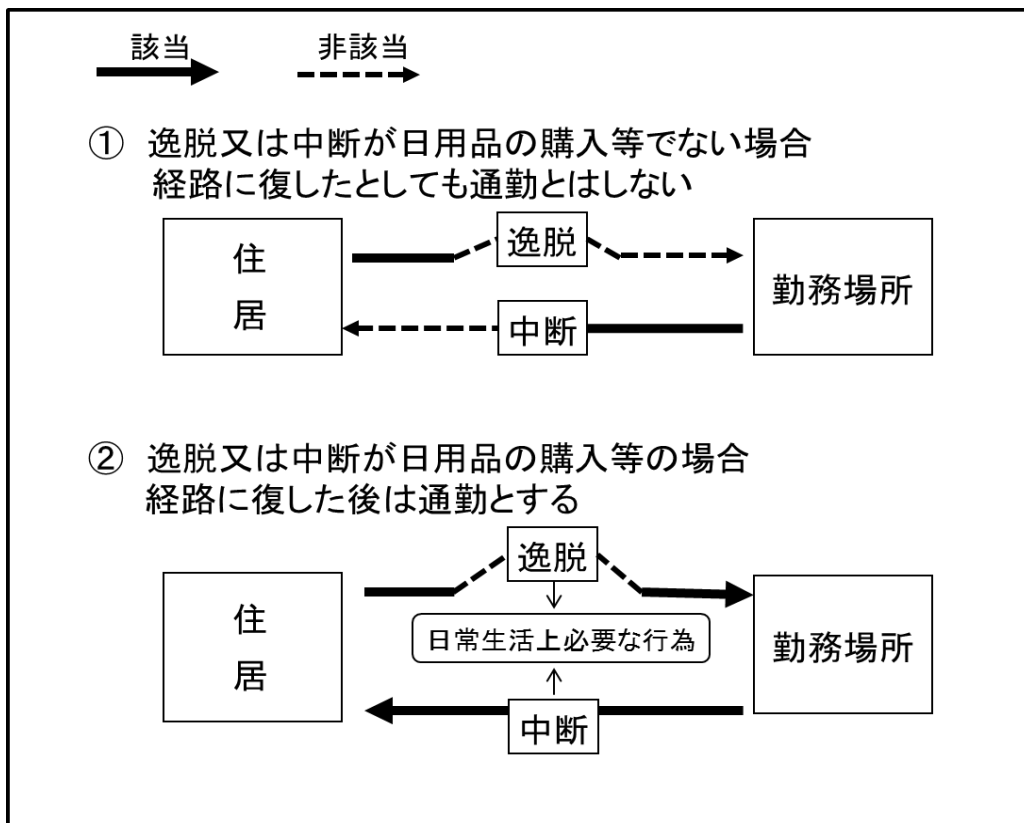 該当
非該当
① 逸脱又は中断が日用品の購入等でない場合
経路に復したとしても通勤とはしない
住
居
逸脱
中断
勤務場所
② 逸脱又は中断が日用品の購入等の場合
経路に復した後は通勤とする
住
居
逸脱
日常生活上必要な行為
中断
勤務場所